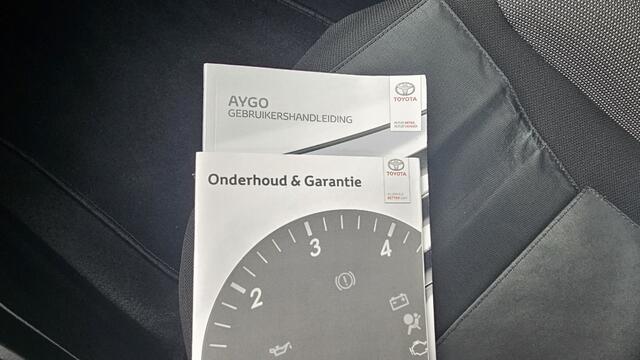 AYGO
GEBRUIKERSHANDLEIDING
TOYOTA
Onderhoud & Garantie
TOYOTA
2
3
4